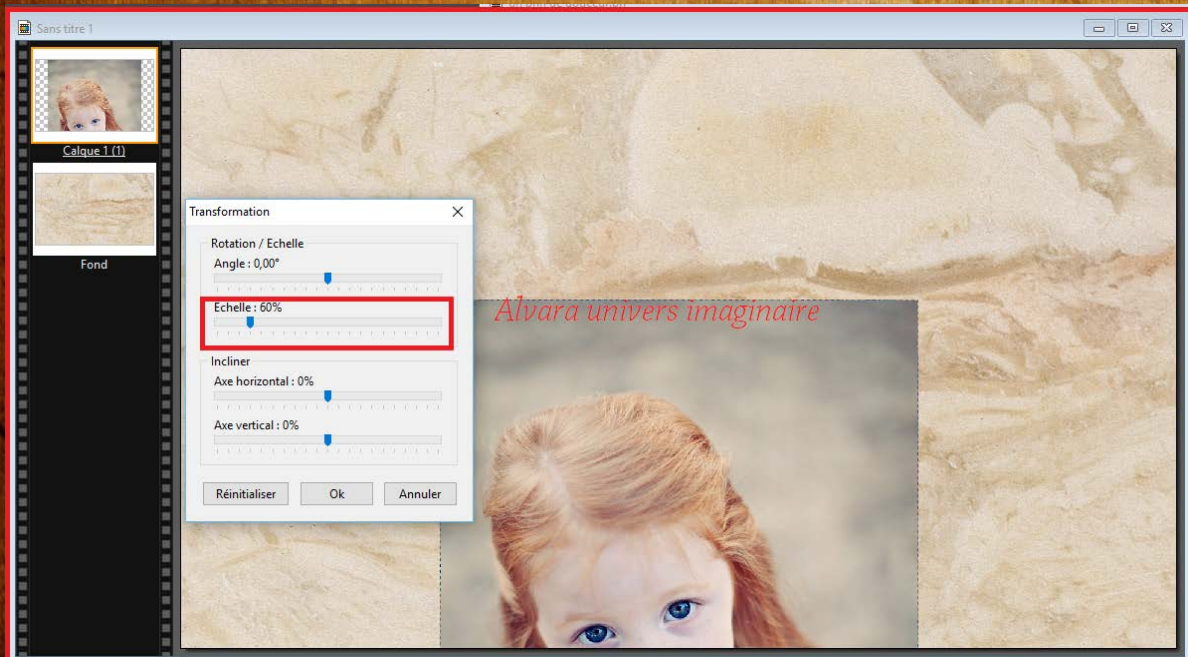 Sans titre 1
Calque 1 (1)
Fond
Transformation
Rotation / Echelle
Angle : 0,00°
Echelle : 60%
Incliner
Axe horizontal : 0%
Axe vertical : 0%
Réinitialiser Ok Annuler
Alvara univers imaginaire